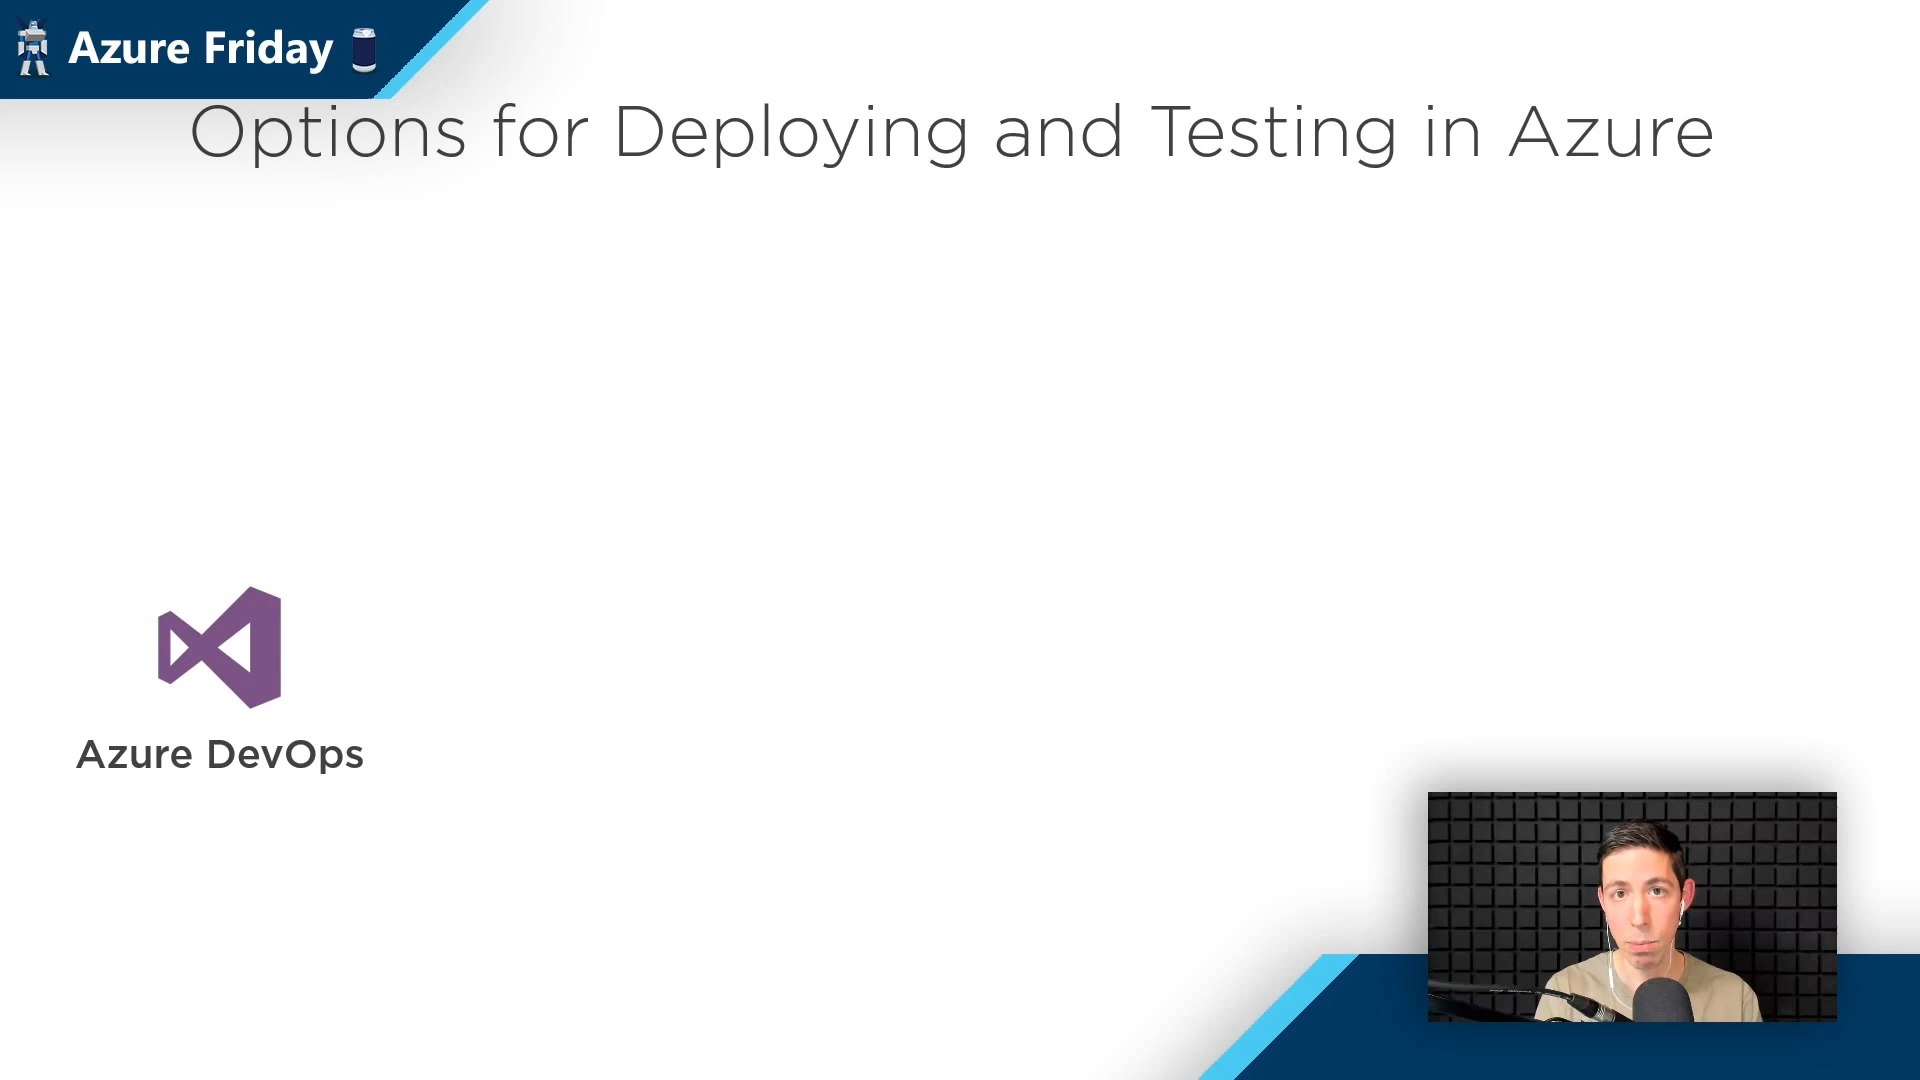 Azure Friday
Options for Deploying and Testing in Azure
Azure DevOps